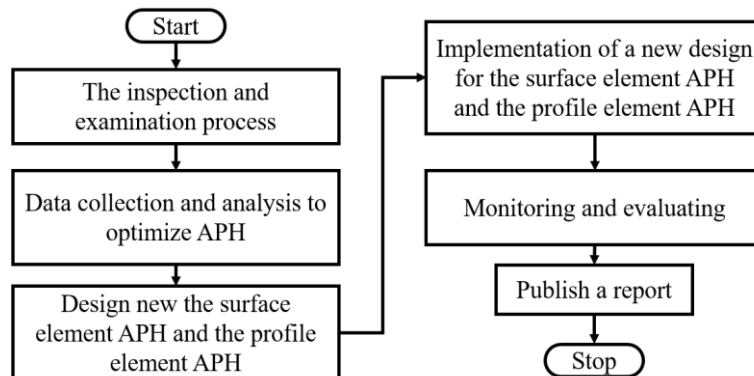 Start
The inspection and
examination process
Data collection and analysis to
optimize APH
Design new the surface
element APH and the profile
element APH
Implementation of a new design
for the surface element APH
and the profile element APH
Monitoring and evaluating
Publish a report
Stop